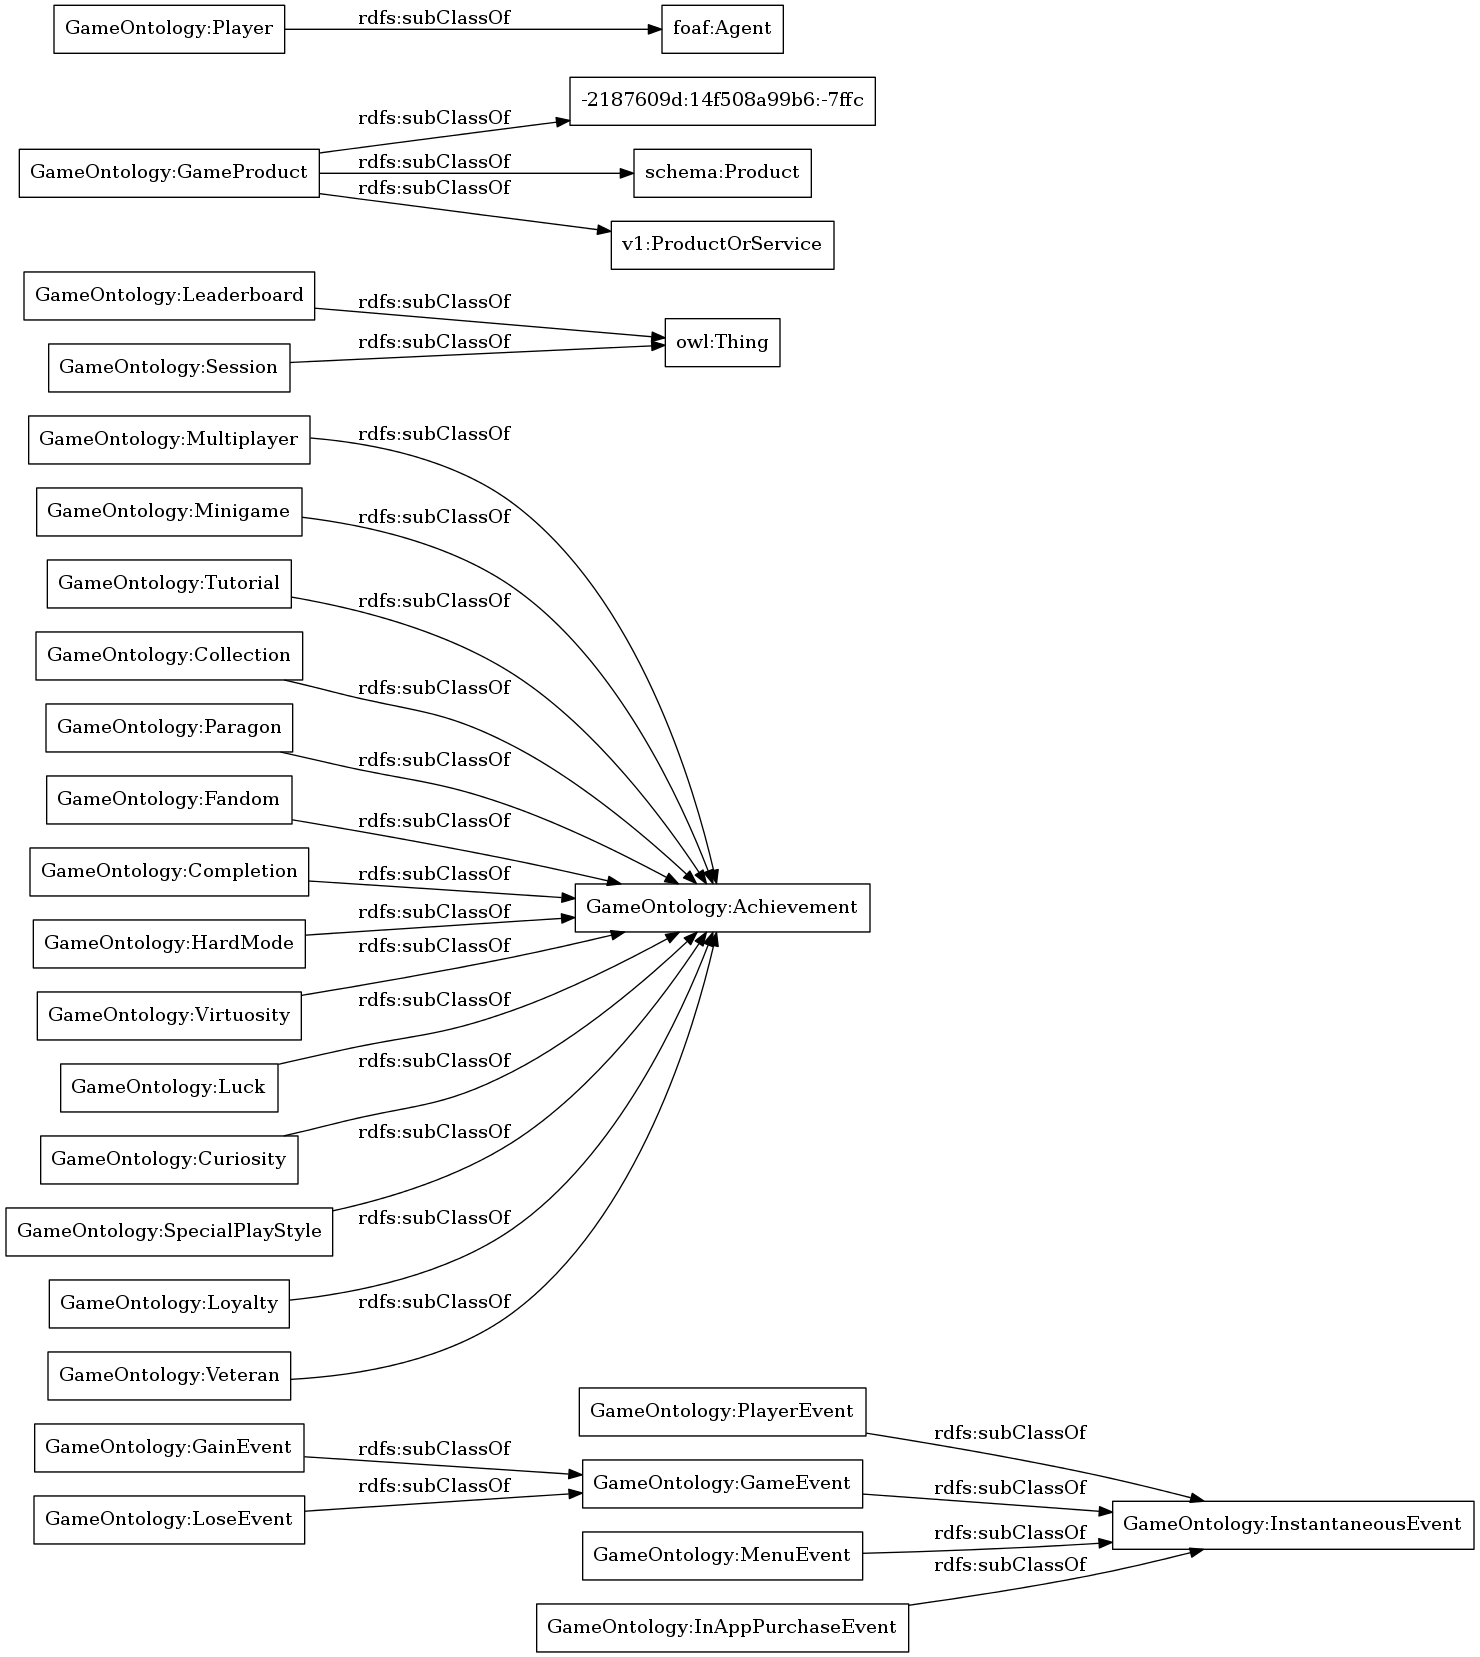 GameOntology:Player
rdfs:subClassOf
foaf:Agent
-2187609d:14f508a99b6:-7ffc
rdfs:subClassOf
GameOntology:GameProduct
rdfs:subClassOf
schema:Product
rdfs:subClassOf
v1:ProductOrService
GameOntology:Leaderboard
rdfs:subClassOf
owl:Thing
GameOntology:Session
rdfs:subClassOf
GameOntology:Multiplayer
rdfs:subClassOf
GameOntology:Minigame
rdfs:subClassOf
GameOntology:Tutorial
rdfs:subClassOf
GameOntology:Collection
rdfs:subClassOf
GameOntology:Paragon
rdfs:subClassOf
GameOntology:Fandom
rdfs:subClassOf
GameOntology:Completion
rdfs:subClassOf
GameOntology:Achievement
GameOntology:HardMode
rdfs:subClassOf
rdfs:subClassOf
GameOntology:Virtuosity
rdfs:subClassOf
GameOntology:Luck
rdfs:subClassOf
GameOntology:Curiosity
rdfs:subClassOf
GameOntology:SpecialPlayStyle
rdfs:subClassOf
GameOntology:Loyalty
rdfs:subClassOf
GameOntology:Veteran
GameOntology:PlayerEvent
rdfs:subClassOf
GameOntology:GainEvent
rdfs:subClassOf
GameOntology:GameEvent
rdfs:subClassOf
GameOntology:LoseEvent
rdfs:subClassOf
GameOntology:InstantaneousEvent
GameOntology:MenuEvent
rdfs:subClassOf
rdfs:subClassOf
GameOntology:InAppPurchaseEvent